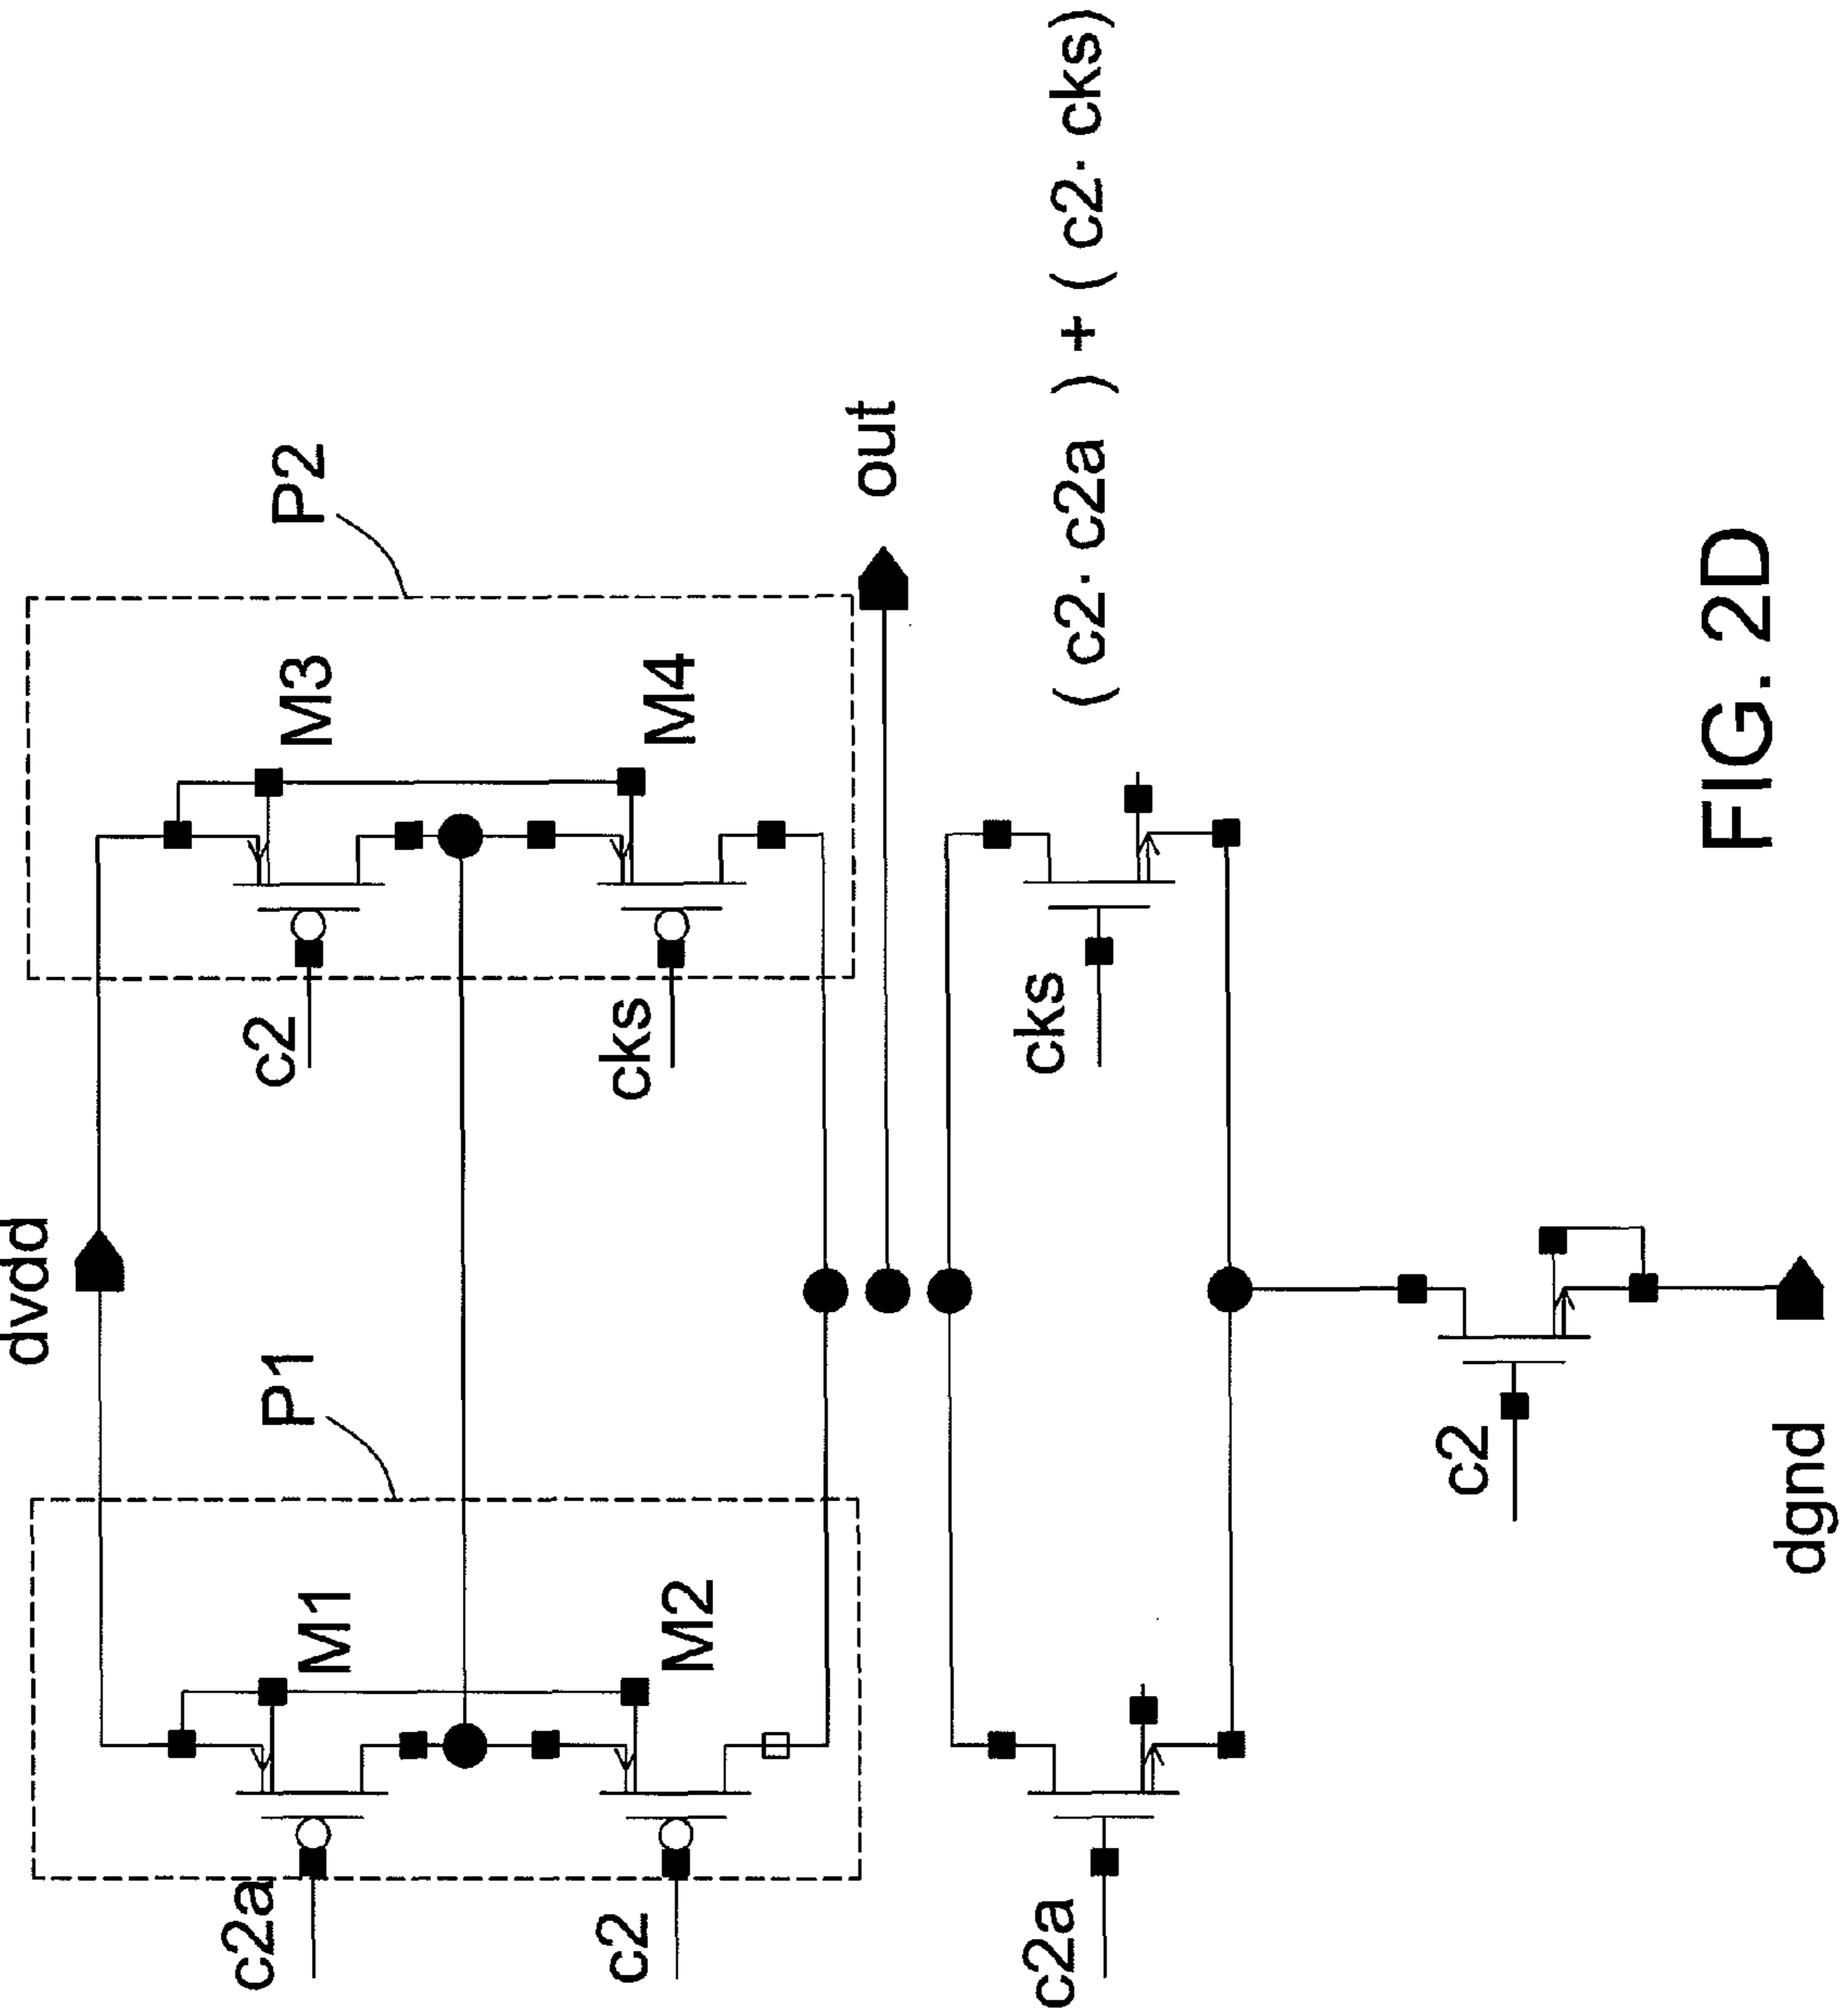 dvdd
P1
P2
c2a
M1
c2
M3
c2
M2
cks
M4
out
c2a
cks
( c2 · c2a ) + ( c2 · cks )
c2
dgnd
FIG. 2D